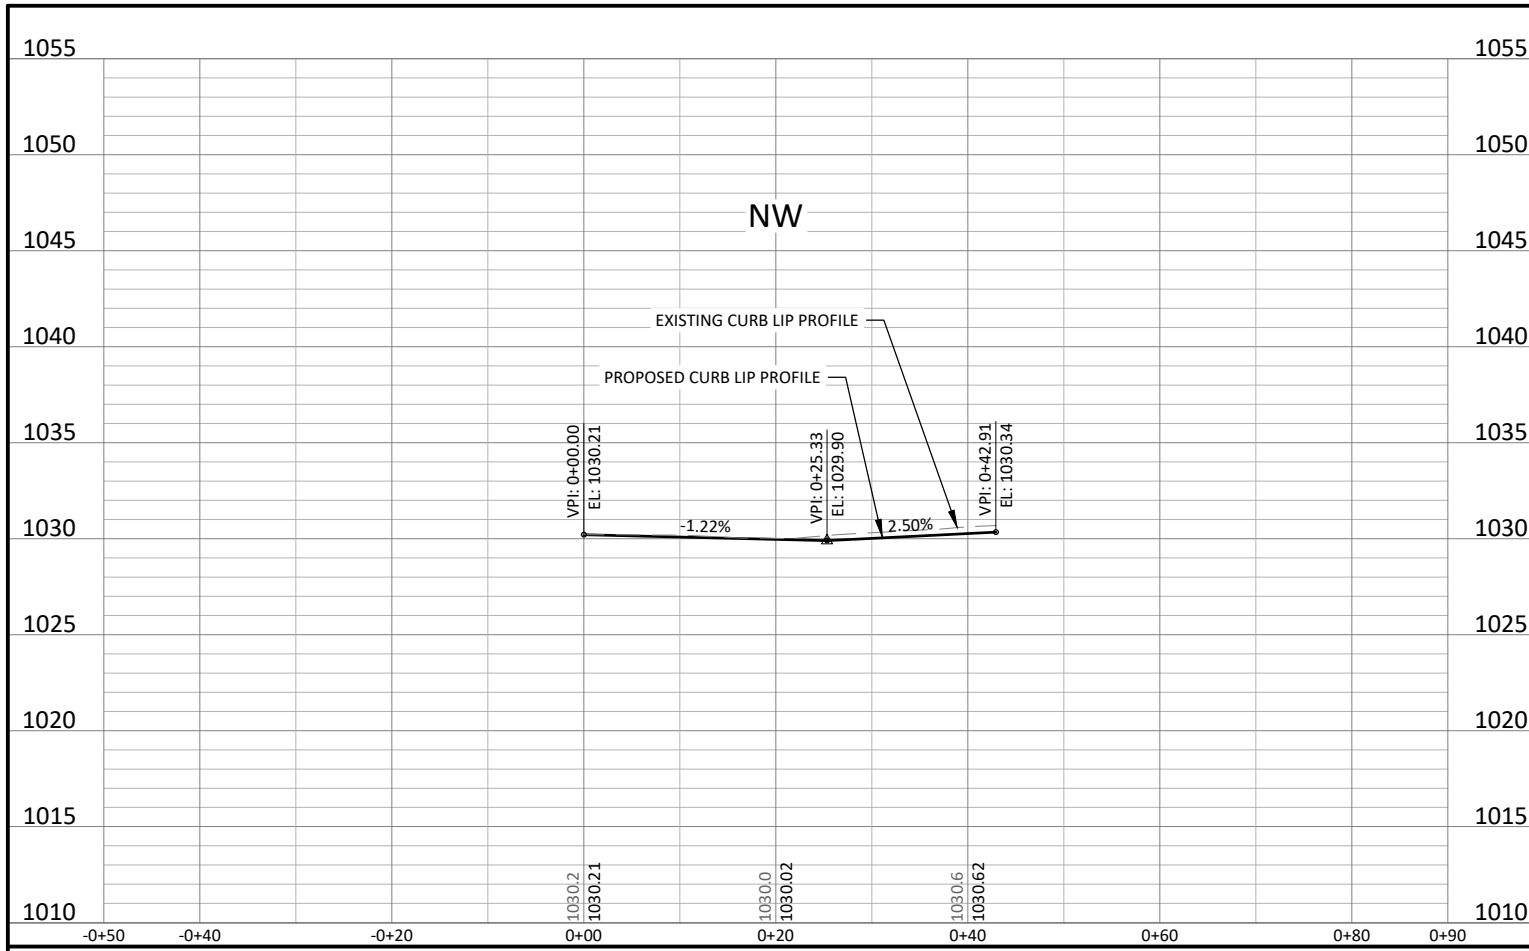 1055 1055
1050 1050
NW
1045 1045
EXISTING CURB LIP PROFILE
1040 1040
PROPOSED CURB LIP PROFILE
1035 1035
VPI: 0+00.00
EL: 1030.21
VPI: 0+25.33
EL: 1029.90
VPI: 0+42.91
EL: 1030.34
-1.22%
2.50%
1030 1030
1025 1025
1020 1020
1015 1015
1030.2
1030.21
1030.0
1030.02
1030.6
1030.62
1010 1010
-0+50 -0+40 -0+20 0+00 0+20 0+40 0+60 0+80 0+90